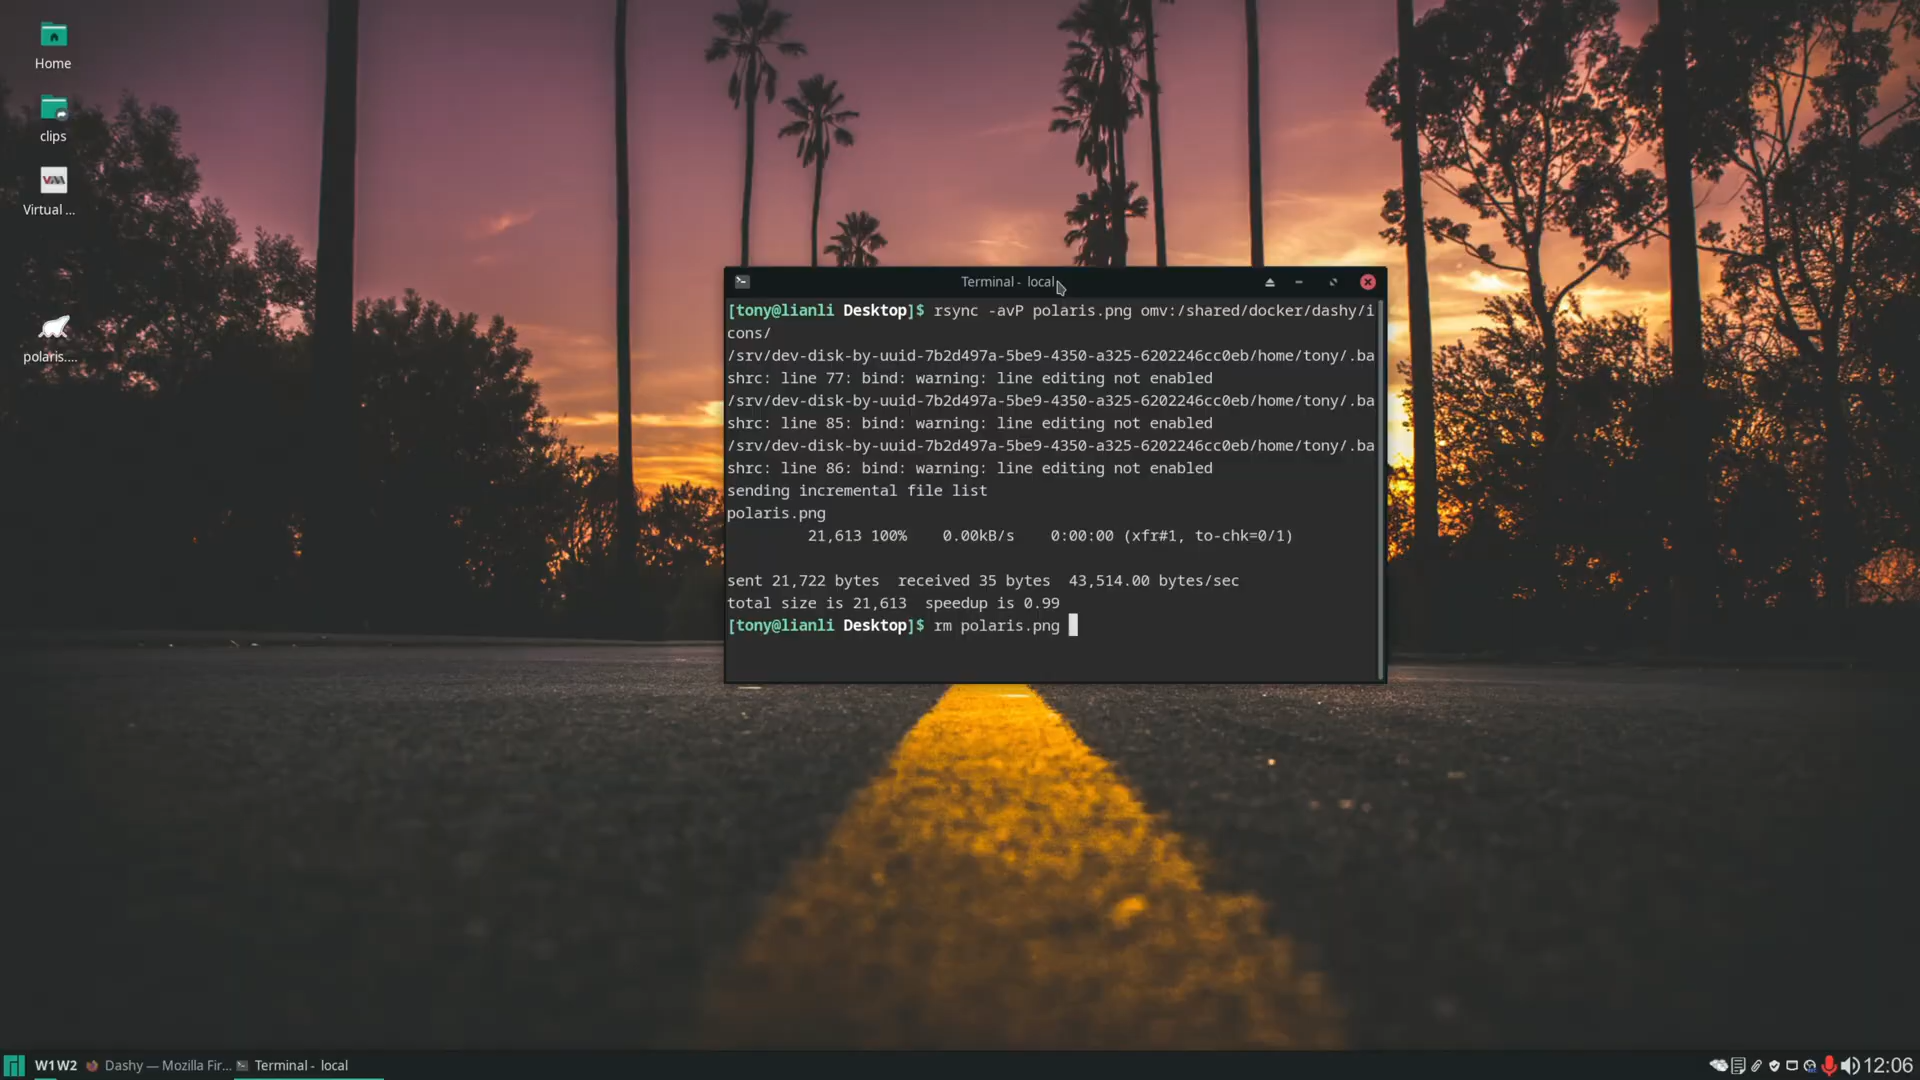 Home
clips
Virtual ...
polaris....
Terminal - local
[tony@lianli Desktop]$ rsync -avP polaris.png omv:/shared/docker/dashy/i
cons/
/srv/dev-disk-by-uuid-7b2d497a-5be9-4350-a325-6202246cc0eb/home/tony/.ba
shrc: line 77: bind: warning: line editing not enabled
/srv/dev-disk-by-uuid-7b2d497a-5be9-4350-a325-6202246cc0eb/home/tony/.ba
shrc: line 85: bind: warning: line editing not enabled
/srv/dev-disk-by-uuid-7b2d497a-5be9-4350-a325-6202246cc0eb/home/tony/.ba
shrc: line 86: bind: warning: line editing not enabled
sending incremental file list
polaris.png
21,613 100% 0.00kB/s 0:00:00 (xfr#1, to-chk=0/1)
sent 21,722 bytes received 35 bytes 43,514.00 bytes/sec
total size is 21,613 speedup is 0.99
[tony@lianli Desktop]$ rm polaris.png
W1W2 Dashy — Mozilla Fir... Terminal - local 12:06